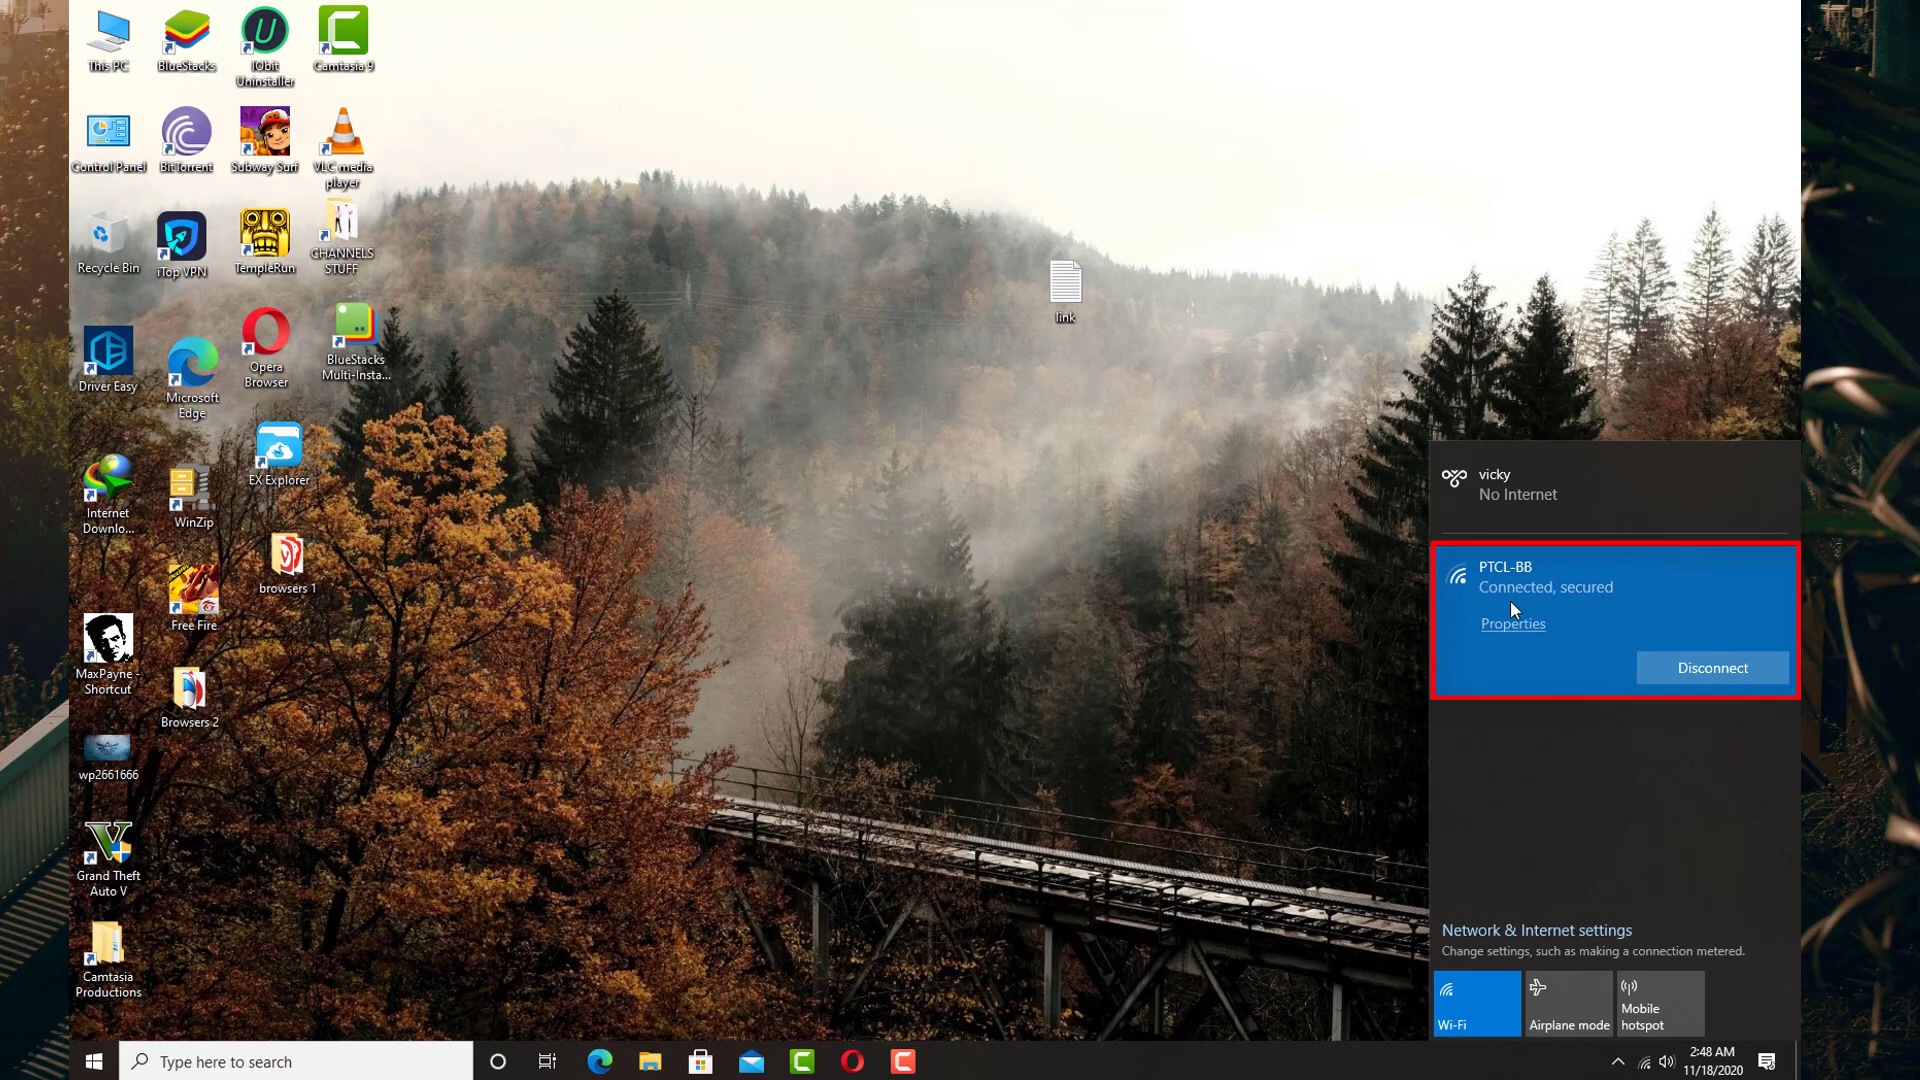 This PC
BlueStacks
IObit
Uninstaller
Camtasia 9
Control Panel
BitTorrent
Subway Surf
VLC media
player
Recycle Bin
iTop VPN
TempleRun
CHANNELS
STUFF
link
Driver Easy
Microsoft
Edge
Opera
Browser
BlueStacks
Multi-Insta...
Internet
Downlo...
WinZip
EX Explorer
browsers 1
Free Fire
MaxPayne -
Shortcut
Browsers 2
wp2661666
Grand Theft
Auto V
Camtasia
Productions
vicky
No Internet
PTCL-BB
Connected, secured
Properties
Disconnect
Network & Internet settings
Change settings, such as making a connection metered.
Wi-Fi
Airplane mode
Mobile
hotspot
Type here to search
2:48 AM
11/18/2020